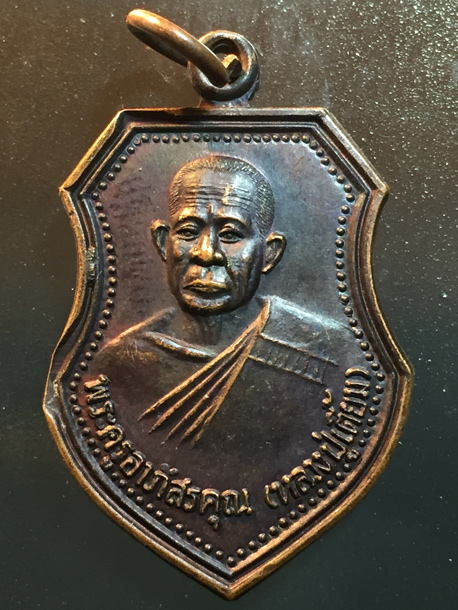 พระครูอาภัสรคุณ (หลวงปู่เตี้ยม)